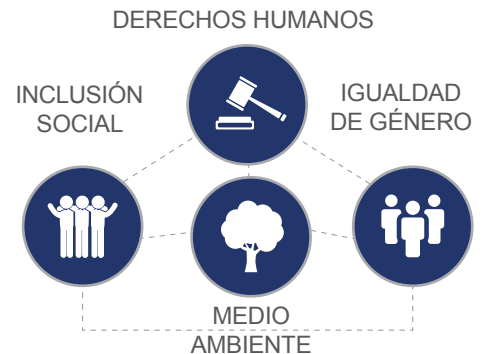 DERECHOS HUMANOS
INCLUSIÓN
SOCIAL
IGUALDAD
DE GÉNERO
MEDIO
AMBIENTE